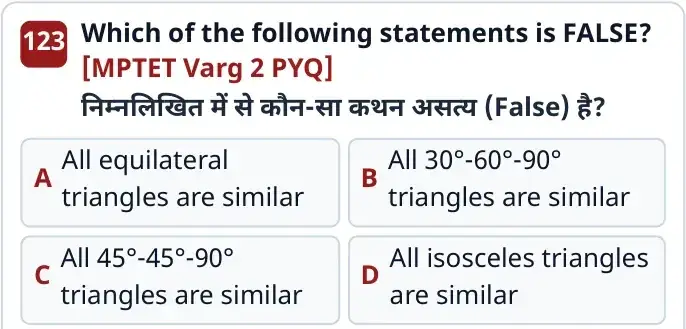 123 Which of the following statements is FALSE?
[MPTET Varg 2 PYQ]
निम्नलिखित में से कौन-सा कथन असत्य (False) है?
A All equilateral
triangles are similar
B All 30°-60°-90°
triangles are similar
C All 45°-45°-90°
triangles are similar
D All isosceles triangles
are similar